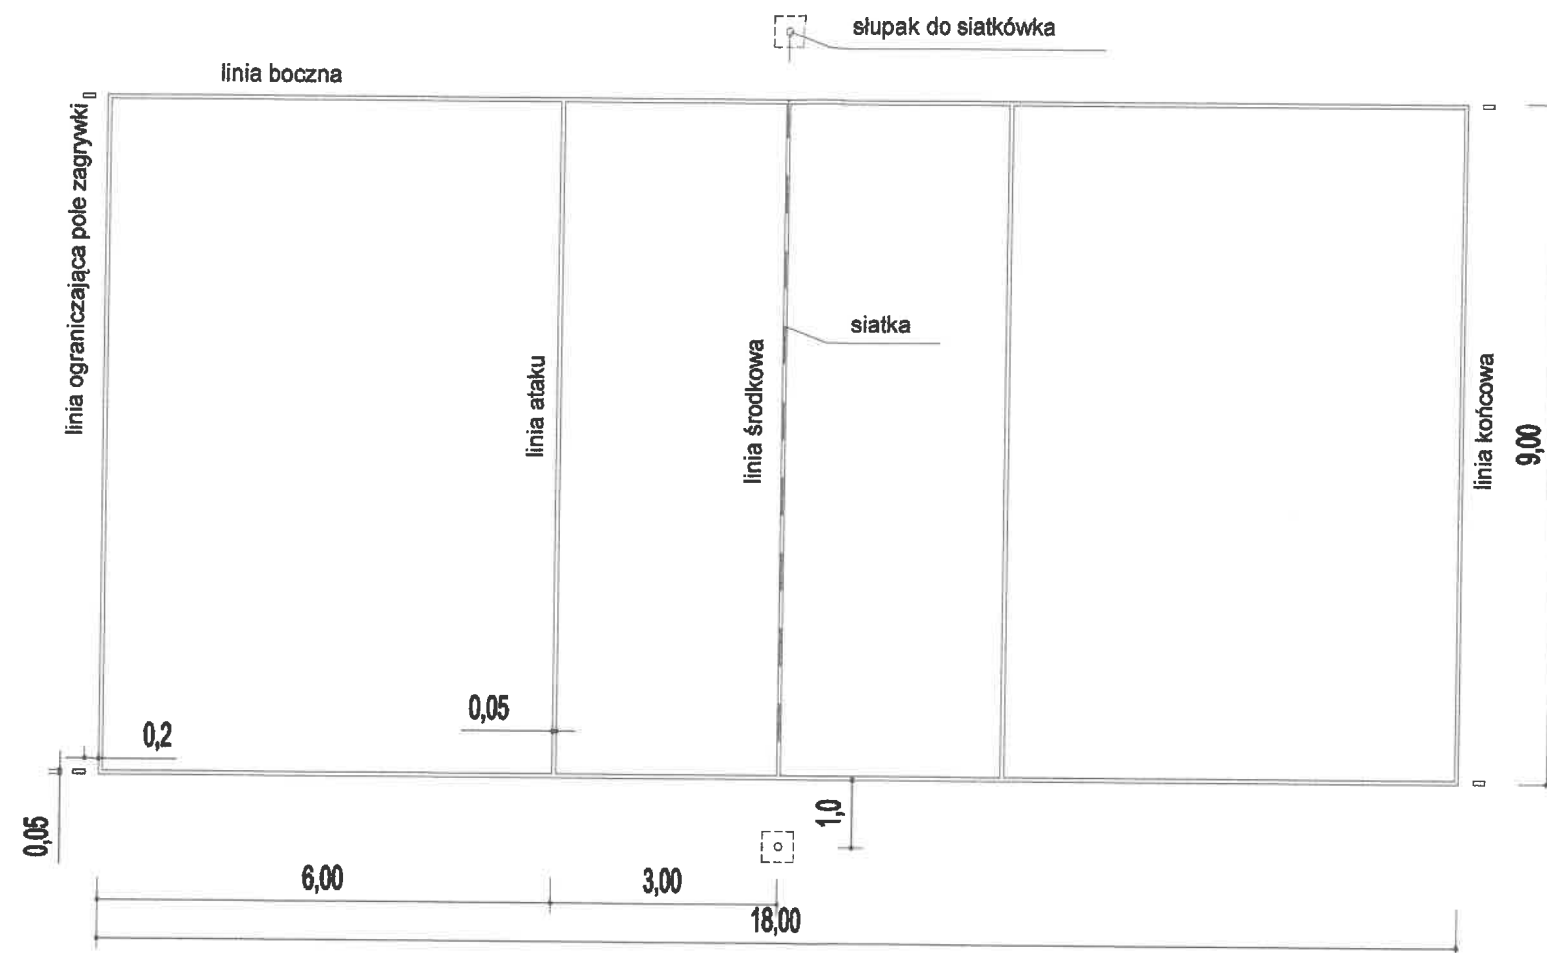 słupak do siatkówka
linia boczna
linia ograniczająca pole zagrywki
siatka
linia ataku
linia środkowa
linia końcowa
9,00
0,05
0,2
1,0
0,05
6,00
3,00
18,00